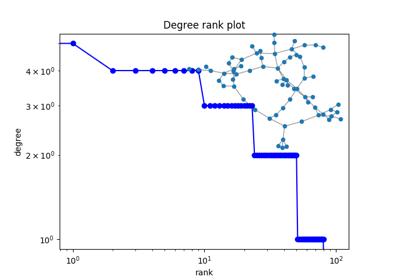 Degree rank plot
degree
4 × 10⁰
3 × 10⁰
2 × 10⁰
10⁰
10⁰
10¹
10²
rank